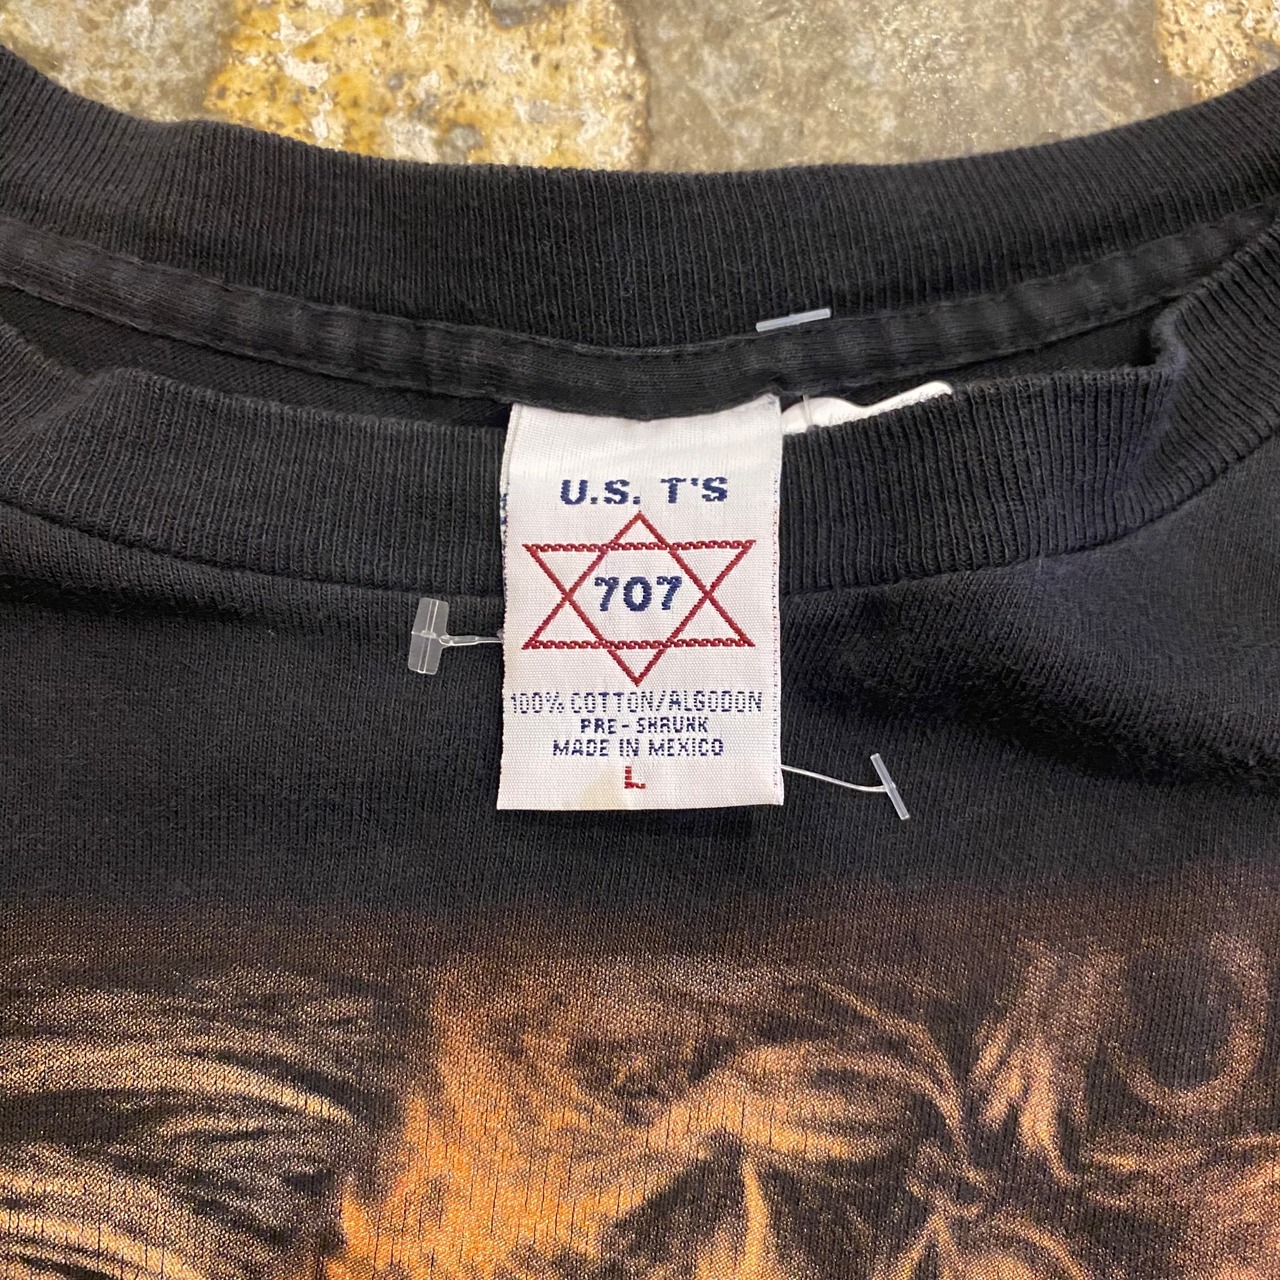 U.S. T'S
707
100% COTTON/ALGODON
PRE-SHRUNK
MADE IN MEXICO
L